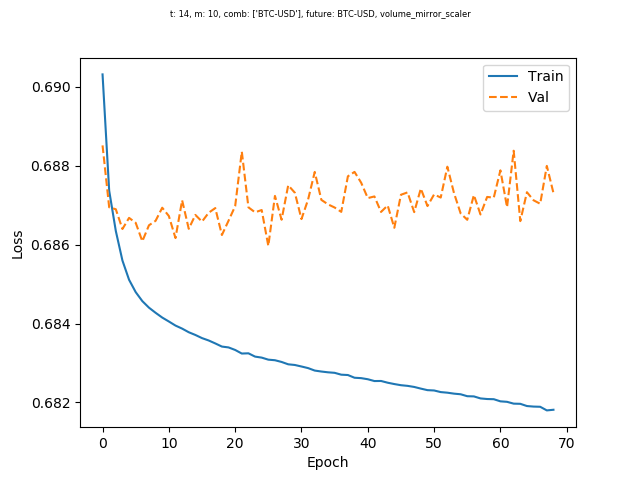 t: 14, m: 10, comb: ['BTC-USD'], future: BTC-USD, volume_mirror_scaler
Train
Val
0.690
0.688
0.686
0.684
0.682
Loss
0 10 20 30 40 50 60 70
Epoch